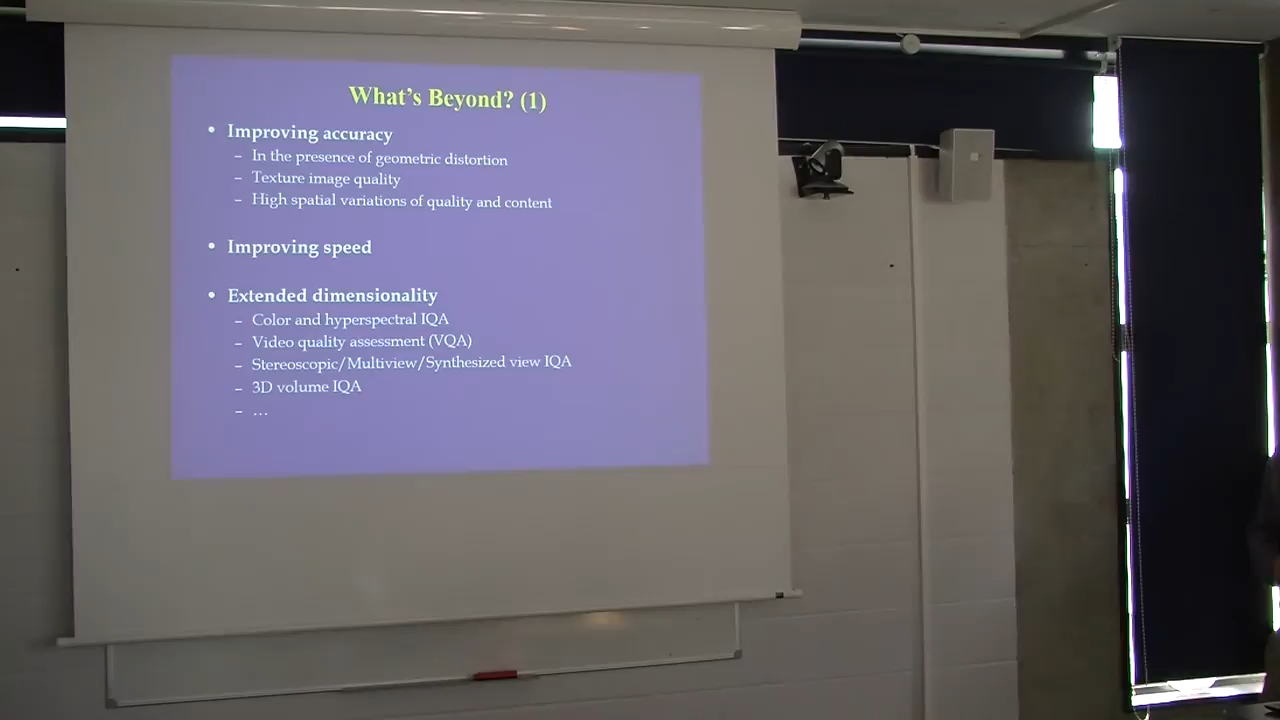 What's Beyond? (1)
• Improving accuracy
– In the presence of geometric distortion
– Texture image quality
– High spatial variations of quality and content
• Improving speed
• Extended dimensionality
– Color and hyperspectral IQA
– Video quality assessment (VQA)
– Stereoscopic/Multiview/Synthesized view IQA
– 3D volume IQA
– …